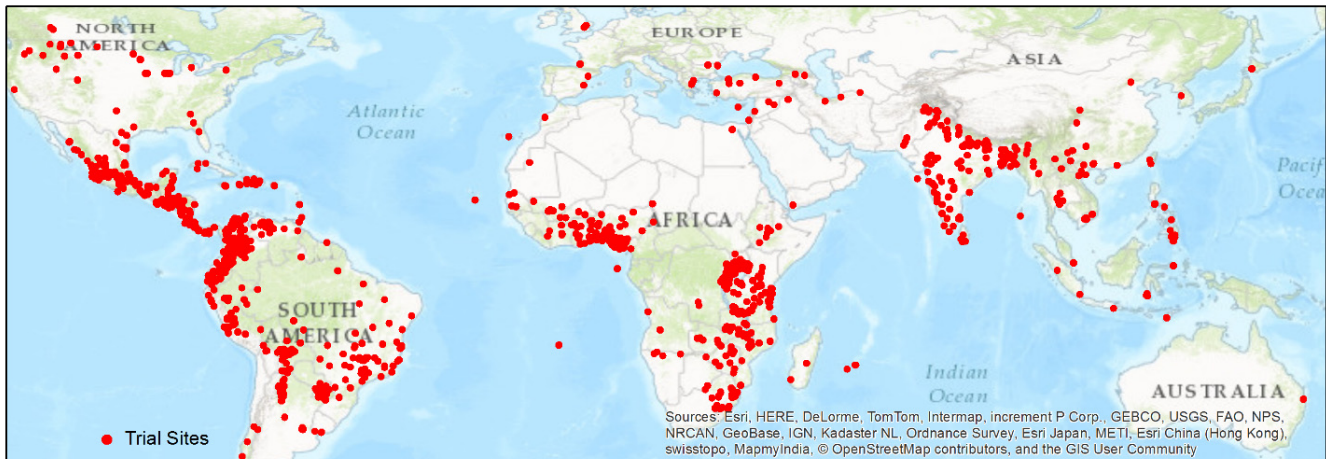 NORTH
AMERICA
EUROPE
ASIA
Atlantic
Ocean
Pacif
Ocea
AFRICA
SOUTH
AMERICA
Indian
Ocean
AUSTRALIA
Trial Sites
Sources: Esri, HERE, DeLorme, TomTom, Intermap, increment P Corp., GEBCO, USGS, FAO, NPS,
NRCAN, GeoBase, IGN, Kadaster NL, Ordnance Survey, Esri Japan, METI, Esri China (Hong Kong),
swisstopo, MapmyIndia, © OpenStreetMap contributors, and the GIS User Community